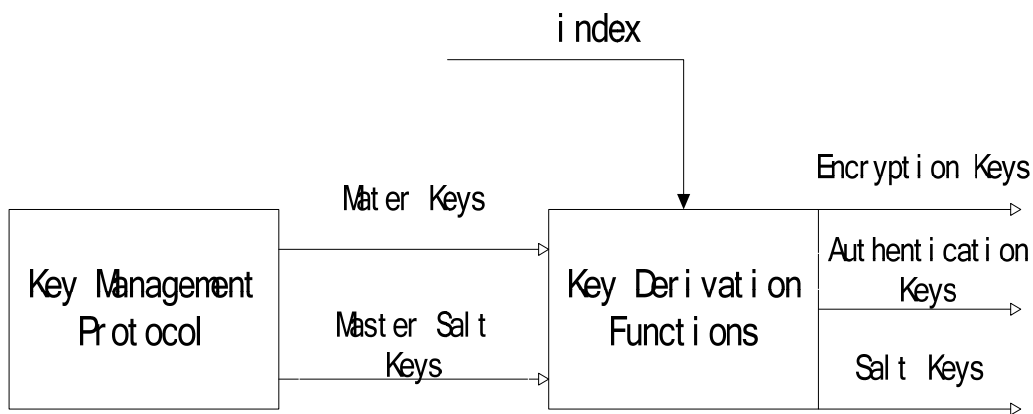 index
Encryption Keys
Mater Keys
Authentication
Keys
Key Management
Protocol
Key Derivation
Functions
Master Salt
Keys
Salt Keys